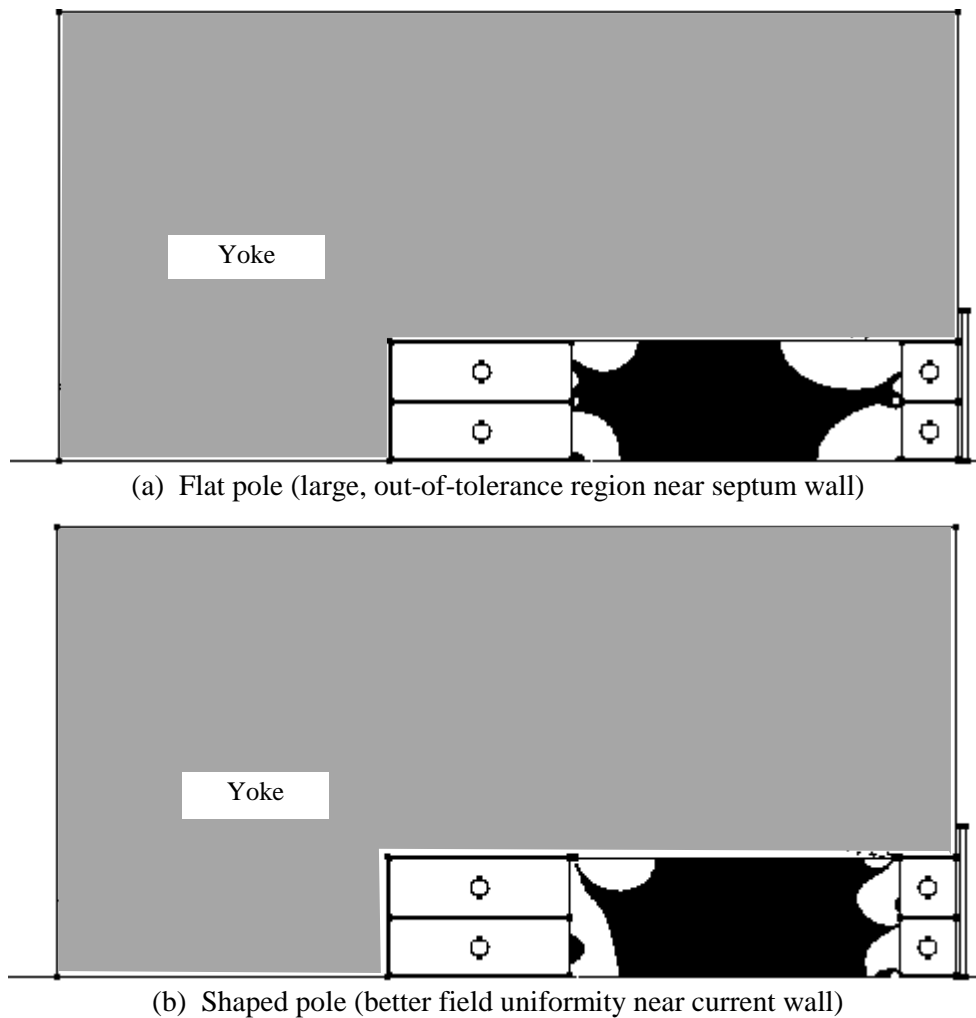 Yoke
(a) Flat pole (large, out-of-tolerance region near septum wall)
Yoke
(b) Shaped pole (better field uniformity near current wall)